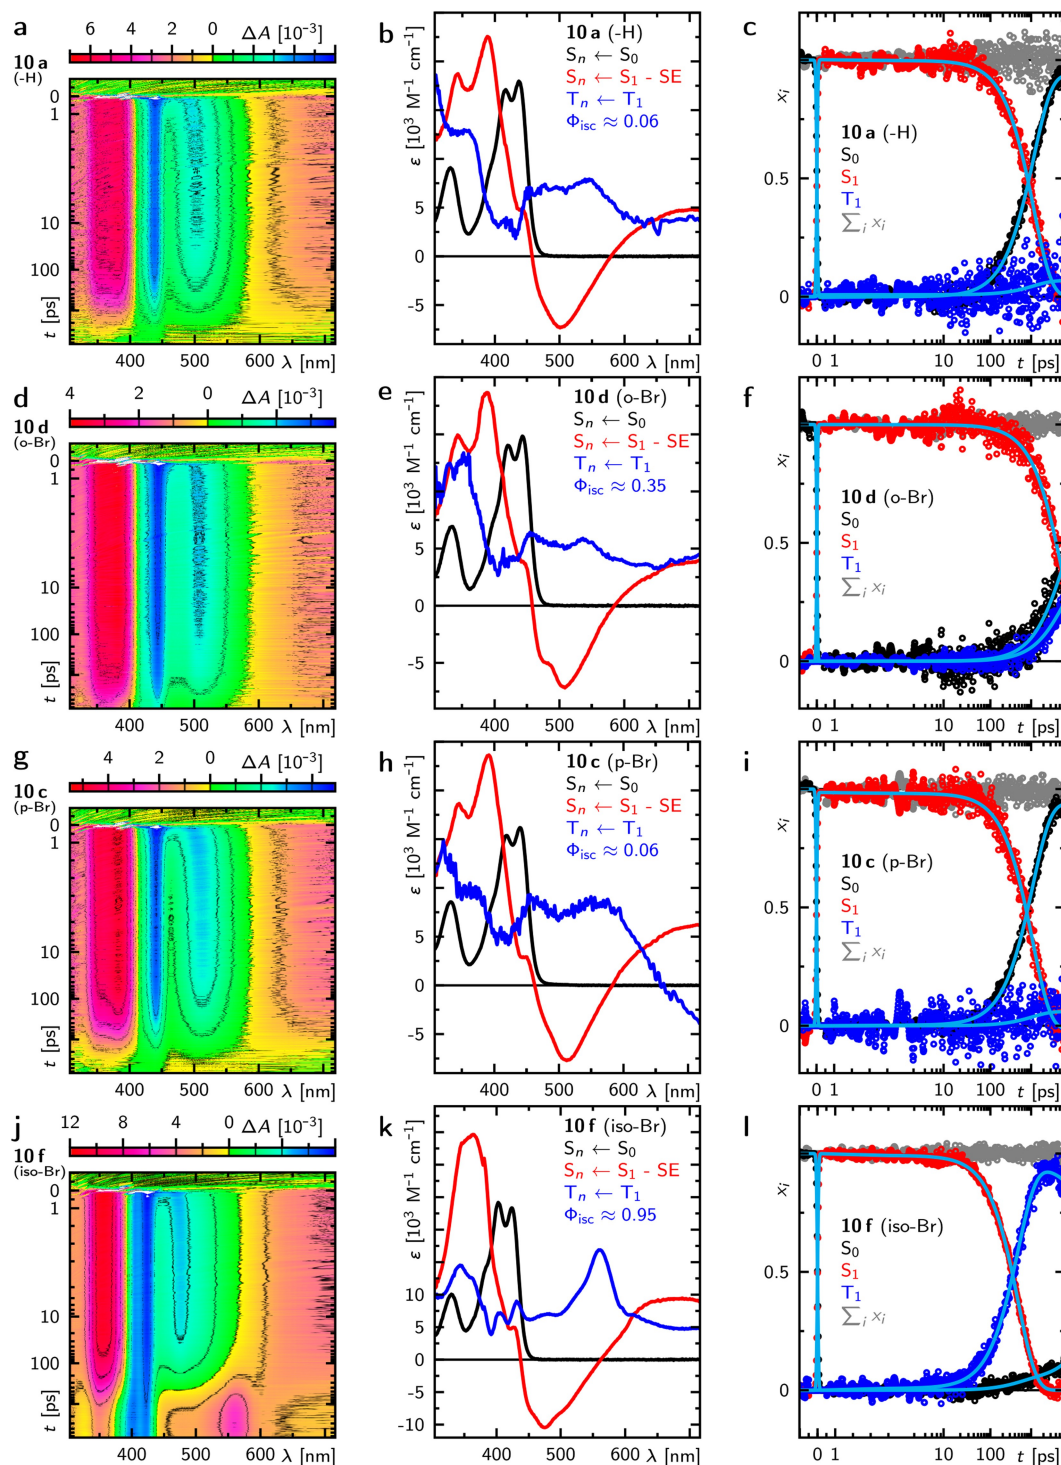 a
6 4 2 0 ΔA [10⁻³]
10 a
(-H)
0
1
10
100
t [ps]
400 500 600 λ [nm]
b
10 a (-H)
Sₙ ← S₀
Sₙ ← S₁ - SE
Tₙ ← T₁
Φisc ≈ 0.06
ε [10³ M⁻¹ cm⁻¹]
5
0
-5
400 500 600 λ [nm]
c
xᵢ
0.5
0
10 a (-H)
S₀
S₁
T₁
∑ᵢ xᵢ
0 1 10 100 t [ps]
d
4 2 0 ΔA [10⁻³]
10 d
(o-Br)
0
1
10
100
t [ps]
400 500 600 λ [nm]
e
10 d (o-Br)
Sₙ ← S₀
Sₙ ← S₁ - SE
Tₙ ← T₁
Φisc ≈ 0.35
ε [10³ M⁻¹ cm⁻¹]
5
0
-5
400 500 600 λ [nm]
f
xᵢ
0.5
0
10 d (o-Br)
S₀
S₁
T₁
∑ᵢ xᵢ
0 1 10 100 t [ps]
g
4 2 0 ΔA [10⁻³]
10 c
(p-Br)
0
1
10
100
t [ps]
400 500 600 λ [nm]
h
10 c (p-Br)
Sₙ ← S₀
Sₙ ← S₁ - SE
Tₙ ← T₁
Φisc ≈ 0.06
ε [10³ M⁻¹ cm⁻¹]
5
0
-5
400 500 600 λ [nm]
i
xᵢ
0.5
0
10 c (p-Br)
S₀
S₁
T₁
∑ᵢ xᵢ
0 1 10 100 t [ps]
j
12 8 4 0 ΔA [10⁻³]
10 f
(iso-Br)
0
1
10
100
t [ps]
400 500 600 λ [nm]
k
10 f (iso-Br)
Sₙ ← S₀
Sₙ ← S₁ - SE
Tₙ ← T₁
Φisc ≈ 0.95
ε [10³ M⁻¹ cm⁻¹]
10
5
0
-5
-10
400 500 600 λ [nm]
l
xᵢ
0.5
0
10 f (iso-Br)
S₀
S₁
T₁
∑ᵢ xᵢ
0 1 10 100 t [ps]